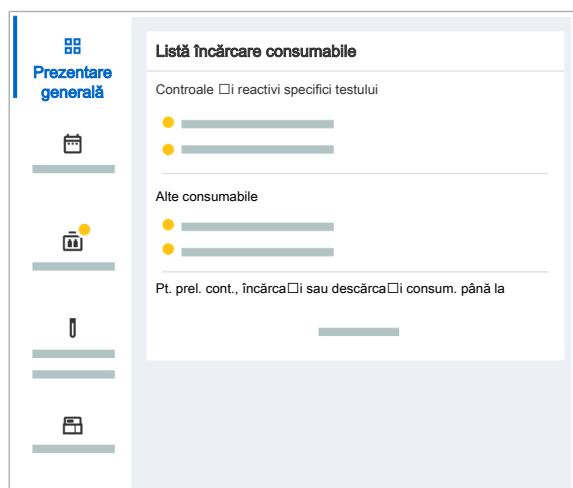 Prezentare
generală
Listă încărcare consumabile
Controale □i reactivi specifici testului
Alte consumabile
Pt. prel. cont., încărca□i sau descărca□i consum. până la